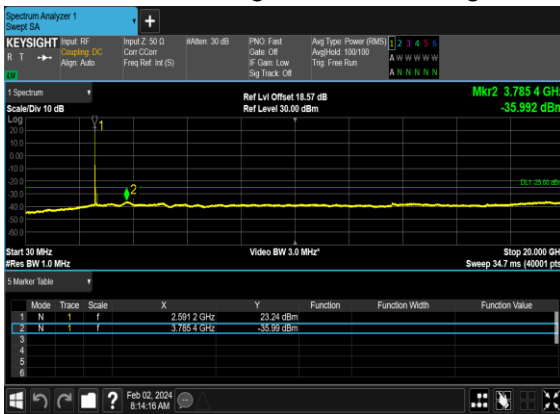 Spectrum Analyzer 1
Swept SA
KEYSIGHT Input: RF Input Z: 50 Ω #Atten: 30 dB PNO: Fast Avg Type: Power (RMS) 1 2 3 4 5 6
R T Coupling: DC Corr CCorr Gate: Off Avg|Hold: 100/100 A W W W W W
Align: Auto Freq Ref: Int (S) IF Gain: Low Trig: Free Run
LV Sig Track: Off A N N N N N
1 Spectrum Ref Lvl Offset 18.57 dB Mkr2 3.785 4 GHz
Scale/Div 10 dB Ref Level 30.00 dBm -35.992 dBm
Log
20.0
10.0
0.00
-10.0
-20.0
-30.0
-40.0
-50.0
-60.0
1
2
DL1 -25.00 dBm
Start 30 MHz Video BW 3.0 MHz* Stop 20.000 GH
#Res BW 1.0 MHz Sweep 34.7 ms (40001 pts
5 Marker Table
Mode Trace Scale X Y Function Function Width Function Value
1 N 1 f 2.591 2 GHz 23.24 dBm
2 N 1 f 3.785 4 GHz -35.99 dBm
3
4
5
6
? Feb 02, 2024
8:14:16 AM